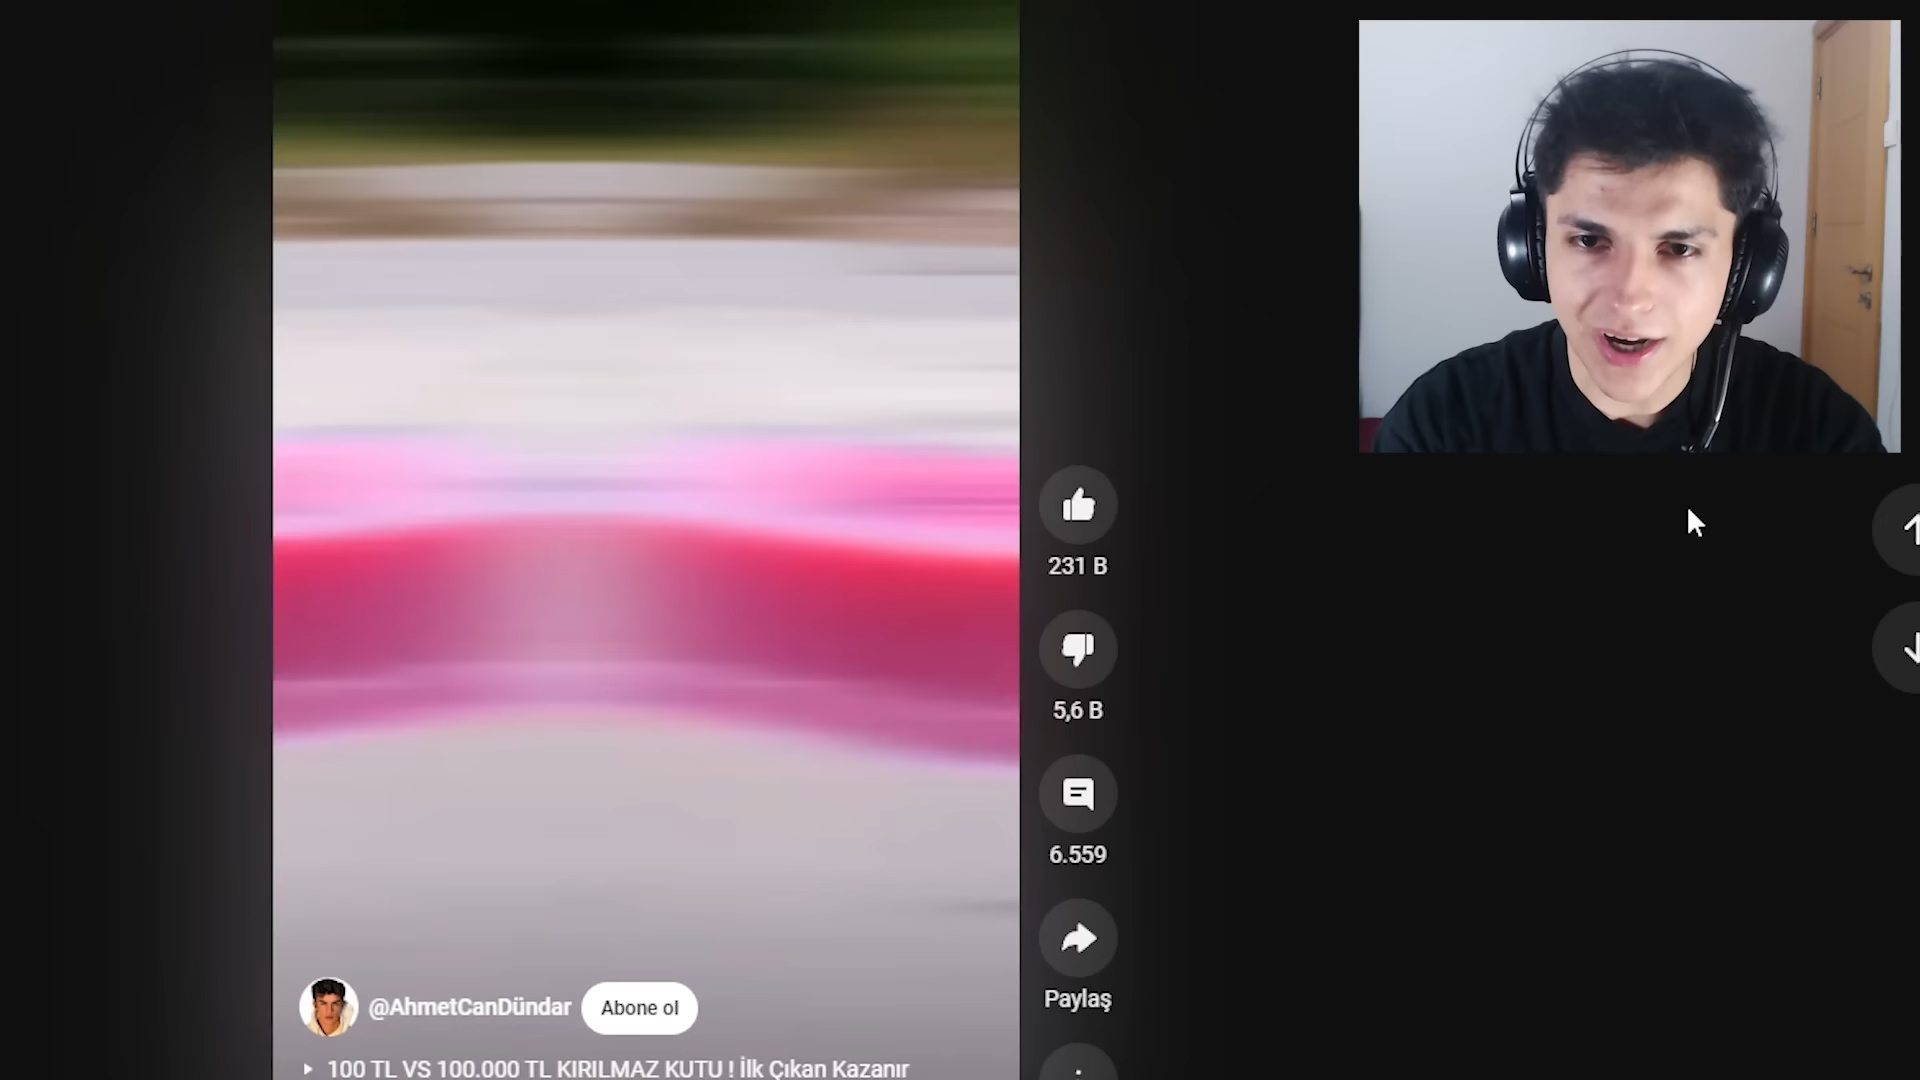 231 B
5,6 B
6.559
Paylaş
@AhmetCanDündar
Abone ol
100 TL VS 100.000 TL KIRILMAZ KUTU ! İlk Çıkan Kazanır